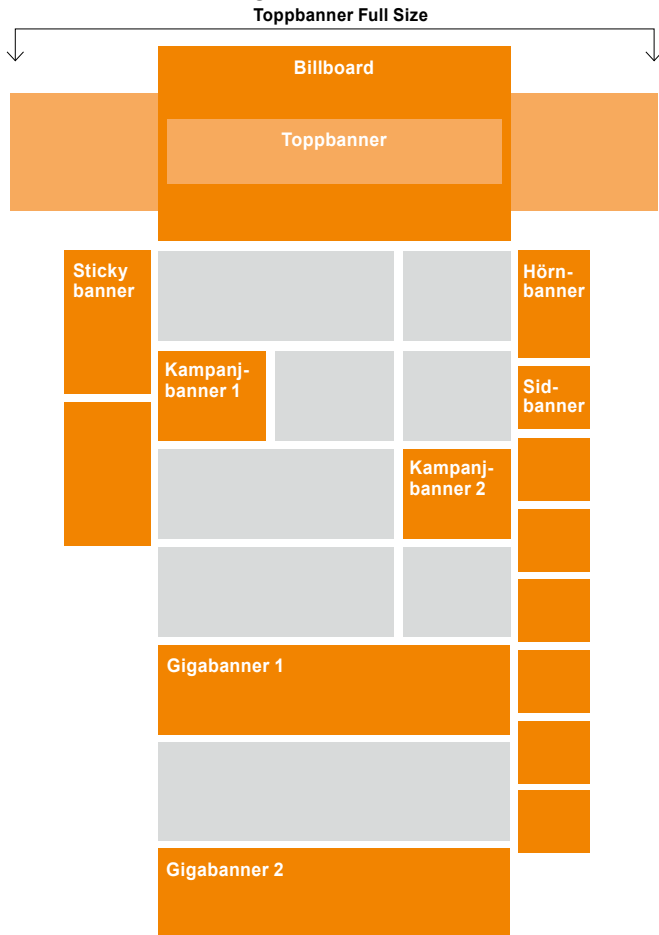 Toppbanner Full Size
Billboard
Toppbanner
Sticky
banner
Hörn-
banner
Kampanj-
banner 1
Sid-
banner
Kampanj-
banner 2
Gigabanner 1
Gigabanner 2